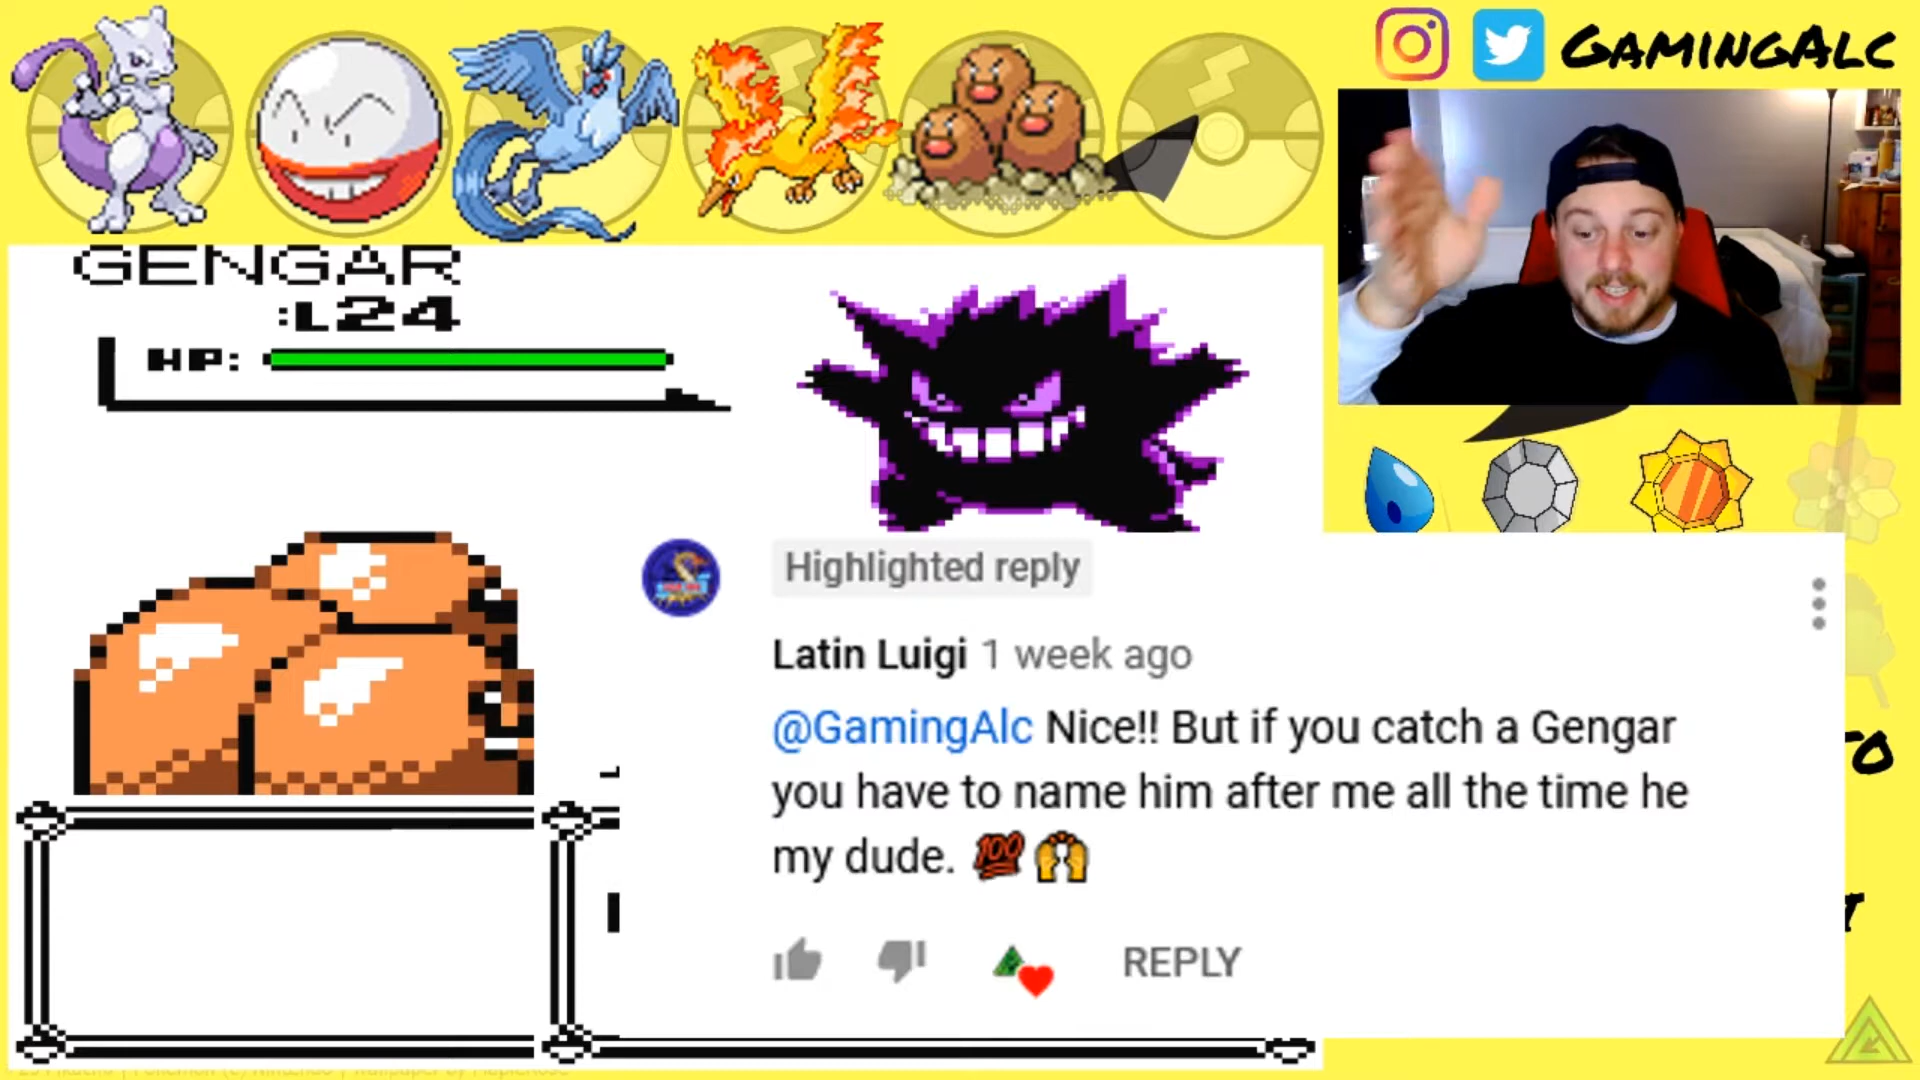 GAMINGALC
GENGAR
:L24
HP:
Highlighted reply
Latin Luigi 1 week ago
@GamingAlc Nice!! But if you catch a Gengar
you have to name him after me all the time he
my dude. 💯🙌
REPLY
TO